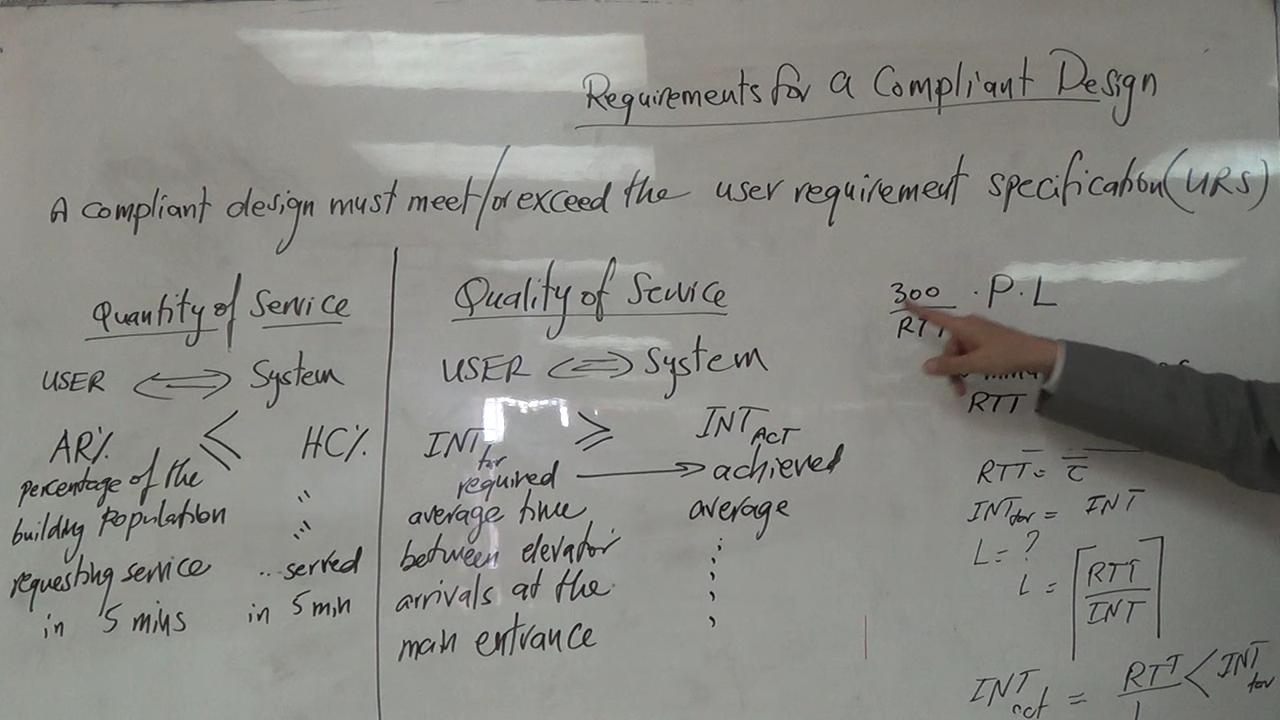 Requirements for a Compliant Design
A compliant design must meet/or exceed the user requirement specification (URS)
Quantity of Service
USER ⟺ System
AR% ≤ HC%
percentage of the "
building population "
requesting service .. served
in 5 mins in 5 min
Quality of Service
USER ⟺ System
INT tar ≥ INT ACT
required → achieved
average time average
between elevator ;
arrivals at the ;
main entrance ;
300 / RTT · P · L
RTT
RTT = τ
INT tar = INT
L = ?
L = ⌈RTT / INT⌉
INT act = RTT / L < INT tar